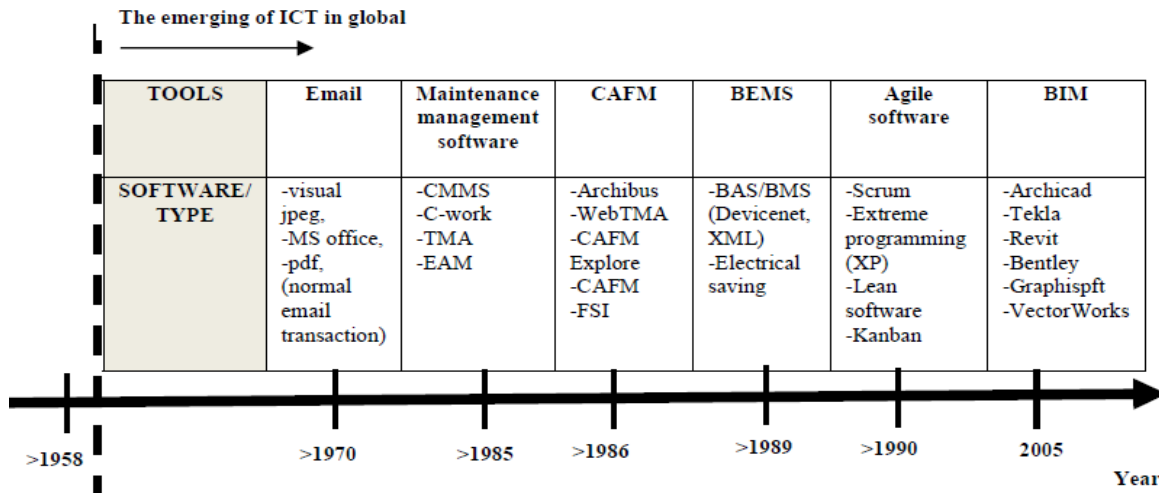 The emerging of ICT in global
TOOLS
Email
Maintenance
management
software
CAFM
BEMS
Agile
software
BIM
SOFTWARE/
TYPE
-visual
jpeg,
-MS office,
-pdf,
(normal
email
transaction)
-CMMS
-C-work
-TMA
-EAM
-Archibus
-WebTMA
-CAFM
Explore
-CAFM
-FSI
-BAS/BMS
(Devicenet,
XML)
-Electrical
saving
-Scrum
-Extreme
programming
(XP)
-Lean
software
-Kanban
-Archicad
-Tekla
-Revit
-Bentley
-Graphispft
-VectorWorks
>1958
>1970
>1985
>1986
>1989
>1990
2005
Year